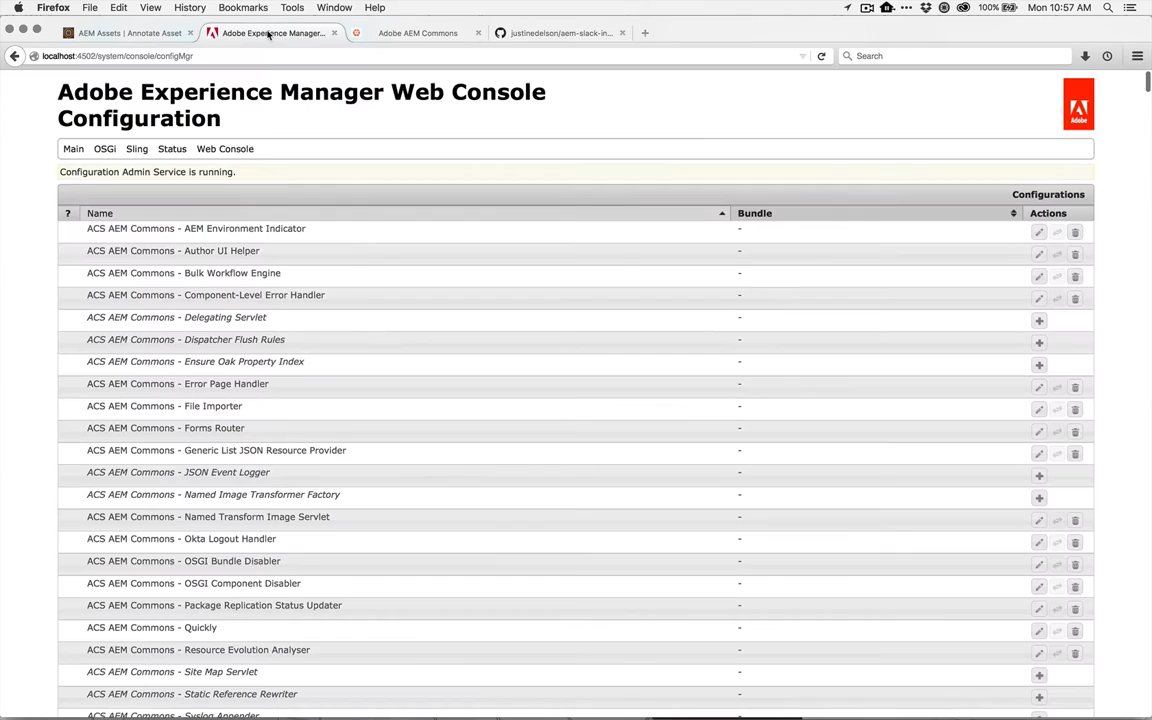 Firefox File Edit View History Bookmarks Tools Window Help 100% Mon 10:57 AM
AEM Assets | Annotate Asset Adobe Experience Manager... Adobe AEM Commons justinedelson/aem-slack-in...
localhost:4502/system/console/configMgr Search
Adobe Experience Manager Web Console
Configuration
Adobe
Main OSGi Sling Status Web Console
Configuration Admin Service is running.
Configurations
? Name Bundle Actions
ACS AEM Commons - AEM Environment Indicator -
ACS AEM Commons - Author UI Helper -
ACS AEM Commons - Bulk Workflow Engine -
ACS AEM Commons - Component-Level Error Handler -
ACS AEM Commons - Delegating Servlet -
ACS AEM Commons - Dispatcher Flush Rules -
ACS AEM Commons - Ensure Oak Property Index -
ACS AEM Commons - Error Page Handler -
ACS AEM Commons - File Importer -
ACS AEM Commons - Forms Router -
ACS AEM Commons - Generic List JSON Resource Provider -
ACS AEM Commons - JSON Event Logger -
ACS AEM Commons - Named Image Transformer Factory -
ACS AEM Commons - Named Transform Image Servlet -
ACS AEM Commons - Okta Logout Handler -
ACS AEM Commons - OSGI Bundle Disabler -
ACS AEM Commons - OSGI Component Disabler -
ACS AEM Commons - Package Replication Status Updater -
ACS AEM Commons - Quickly -
ACS AEM Commons - Resource Evolution Analyser -
ACS AEM Commons - Site Map Servlet -
ACS AEM Commons - Static Reference Rewriter -
ACS AEM Commons - Syslog Appender -